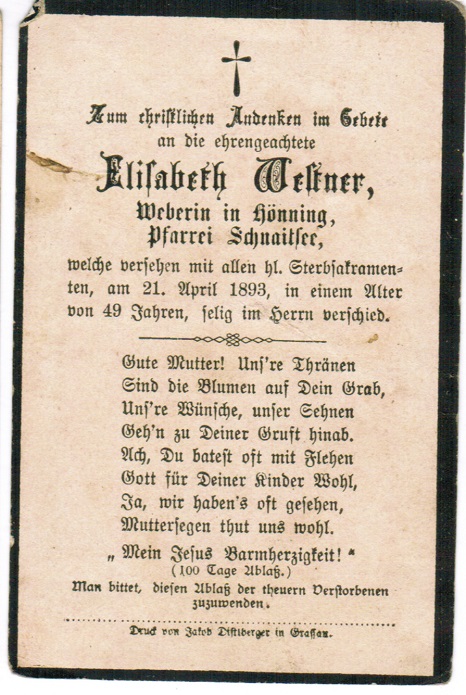 Zum chriſtlichen Andenken im Gebete
an die ehrengeachtete
Eliſabeth Weſtner,
Weberin in Hönning,
Pfarrei Schnaitſee,
welche verſehen mit allen hl. Sterbſakramen-
ten, am 21. April 1893, in einem Alter
von 49 Jahren, ſelig im Herrn verſchied.
Gute Mutter! Unſ're Thränen
Sind die Blumen auf Dein Grab,
Unſ're Wünſche, unſer Sehnen
Geh'n zu Deiner Gruft hinab.
Ach, Du bateſt oft mit Flehen
Gott für Deiner Kinder Wohl,
Ja, wir haben's oft geſehen,
Mutterſegen thut uns wohl.
„Mein Jeſus Barmherzigkeit!"
(100 Tage Ablaß.)
Man bittet, dieſen Ablaß der theuern Verſtorbenen
zuzuwenden.
Druck von Jakob Diſtlberger in Graſſau.